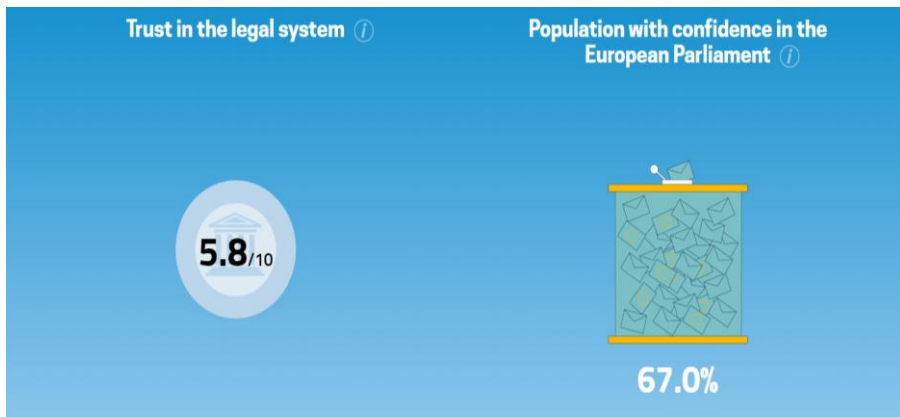 Trust in the legal system i
Population with confidence in the
European Parliament i
5.8/10
67.0%